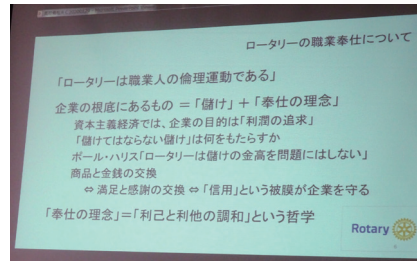 ロータリーの職業奉仕について
「ロータリーは職業人の倫理運動である」
企業の根底にあるもの ＝「儲け」＋「奉仕の理念」
資本主義経済では、企業の目的は「利潤の追求」
「儲けてはならない儲け」は何をもたらすか
ポール・ハリス「ロータリーは儲けの金高を問題にはしない」
商品と金銭の交換
⇔ 満足と感謝の交換 ⇔「信用」という被膜が企業を守る
「奉仕の理念」＝「利己と利他の調和」という哲学
Rotary